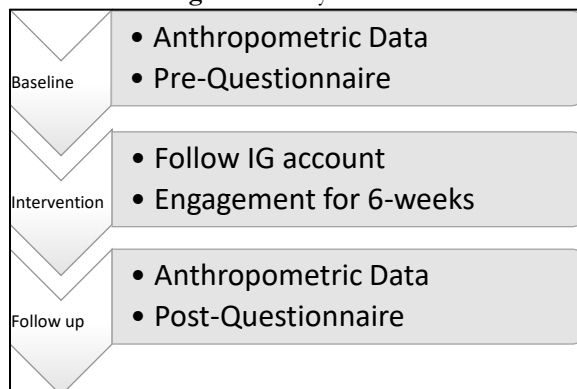 • Anthropometric Data
• Pre-Questionnaire
Baseline
• Follow IG account
• Engagement for 6-weeks
Intervention
• Anthropometric Data
• Post-Questionnaire
Follow up